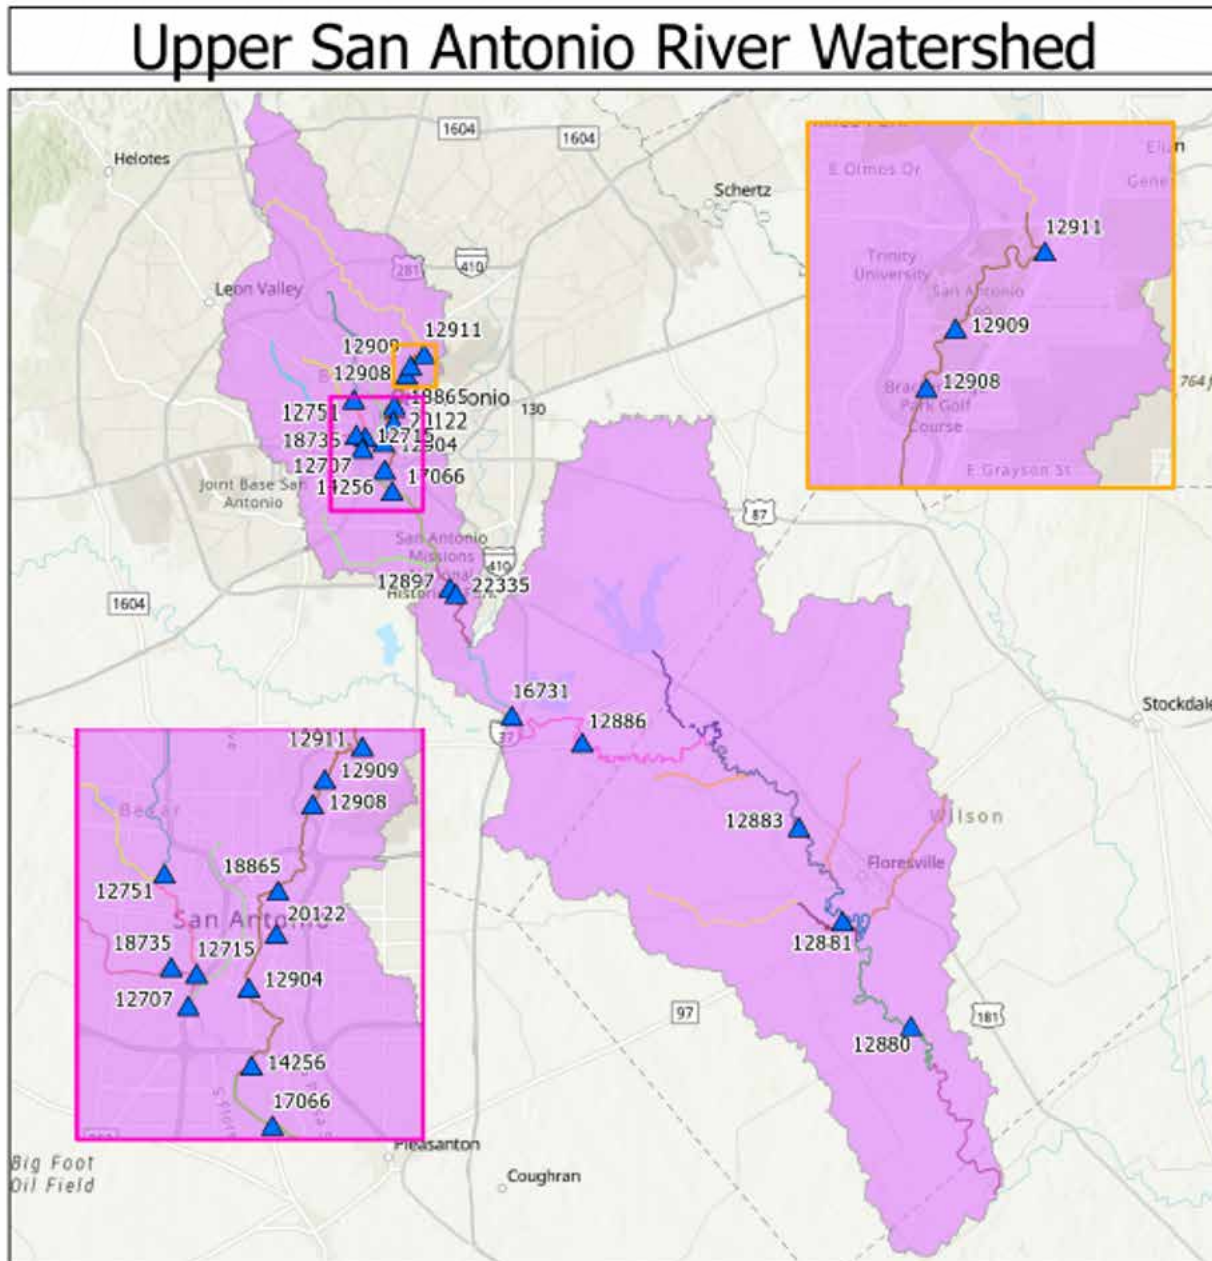 Upper San Antonio River Watershed
1604
1604
Helotes
Schertz
410
281
Leon Valley
12911
12909
12908
18865
12751
20122
130
18735
12715
12904
12707
17066
14256
Joint Base San
Antonio
87
San Antonio
Missions
410
12897
22335
1604
16731
12886
37
Stockdale
12883
Wilson
Floresville
12881
97
181
12880
Pleasanton
Coughran
Big Foot
Oil Field
E Olmos Dr
12911
Trinity
University
San Antonio
12909
12908
Park Golf
Course
E Grayson St
764
12911
12909
12908
18865
12751
San Antonio
20122
18735
12715
12904
12707
14256
17066